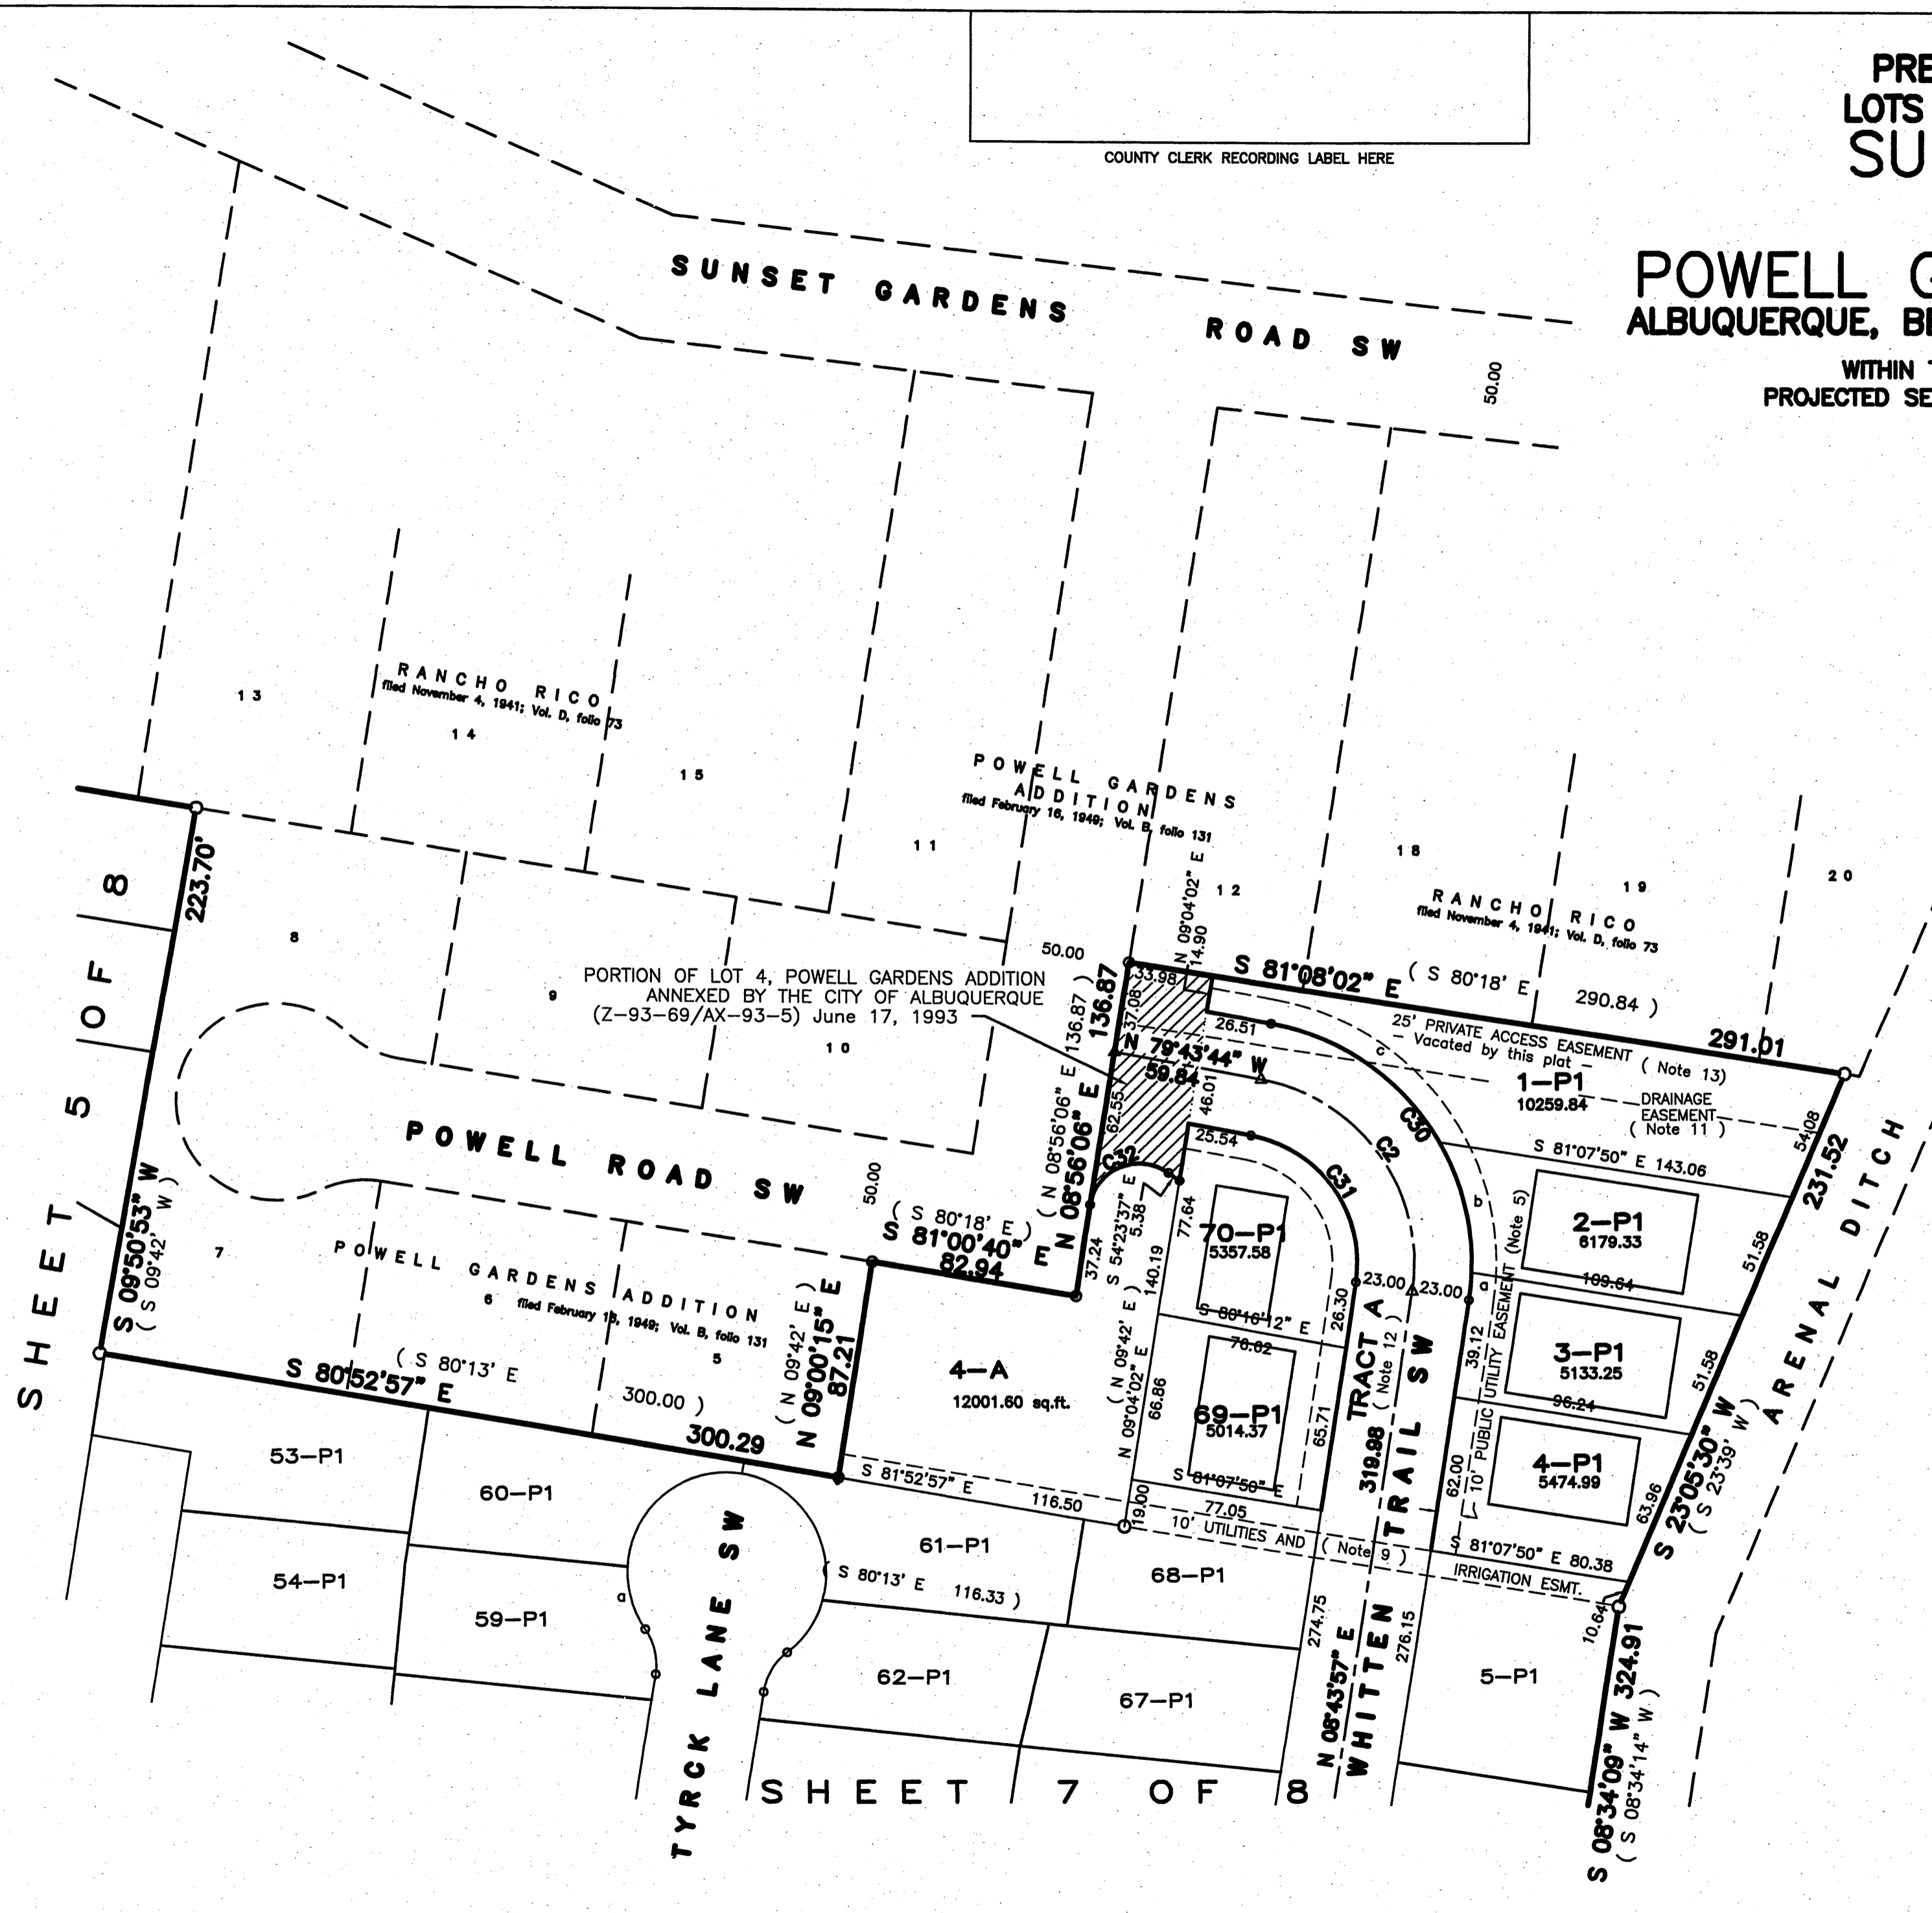 COUNTY CLERK RECORDING LABEL HERE
PRE
LOTS
SU
POWELL G
ALBUQUERQUE, BE
WITHIN T
PROJECTED SE
SUNSET GARDENS ROAD SW
50.00
13
RANCHO RICO
filed November 4, 1941; Vol. D, folio 73
14
15
11
POWELL GARDENS
ADDITION
filed February 16, 1949; Vol. B, folio 131
12
18
RANCHO RICO
filed November 4, 1941; Vol. D, folio 73
19
20
223.70'
S 09°50'53" W
( S 09°42' W )
SHEET 5 OF 8
8
9
10
PORTION OF LOT 4, POWELL GARDENS ADDITION
ANNEXED BY THE CITY OF ALBUQUERQUE
(Z-93-69/AX-93-5) June 17, 1993
50.00
136.87
N 08°56'06" E
( N 08°56'06" E 136.87 )
N 09°04'02" E
14.90
33.98
37.08
S 81°08'02" E
( S 80°18' E
290.84 )
291.01
26.51
N 79°43'44" W
59.84
62.55
46.01
25' PRIVATE ACCESS EASEMENT ( Note 13)
Vacated by this plat
c
1-P1
10259.84
DRAINAGE
EASEMENT
( Note 11 )
54.08
C30
C2
C31
C32
25.54
S 81°07'50" E 143.06
231.52
ARENAL DITCH
POWELL ROAD SW
50.00
( S 80°18' E )
S 81°00'40" E
82.94
37.24
S 54°23'37" E
5.38
77.64
140.19
70-P1
5357.58
b
2-P1
6179.33
51.58
109.64
a
23.00
23.00
26.30
7
POWELL GARDENS ADDITION
6
filed February 16, 1949; Vol. B, folio 131
5
S 80°52'57" E
( S 80°13' E
300.00 )
300.29
( N 09°42' E )
N 09°00'15" E
87.21
4-A
12001.60 sq.ft.
( N 09°42' E )
N 09°04'02" E
66.86
S 80°16'12" E
76.62
69-P1
5014.37
65.71
TRACT A
(Note 12 )
319.98
39.12
10' PUBLIC UTILITY EASEMENT (Note 5)
3-P1
5133.25
51.58
96.24
4-P1
5474.99
62.00
63.96
S 23°05'30" W
( S 23°39' W )
S 81°52'57" E
116.50
19.00
S 81°07'50" E
77.05
10' UTILITIES AND ( Note 9 )
IRRIGATION ESMT.
S 81°07'50" E 80.38
10.64
53-P1
60-P1
61-P1
( S 80°13' E 116.33 )
68-P1
54-P1
59-P1
a
62-P1
67-P1
5-P1
TYRCK LANE SW
274.75
N 08°43'57" E
WHITTEN TRAIL SW
276.15
S 08°34'09" W 324.91
( S 08°34'14" W )
SHEET 7 OF 8